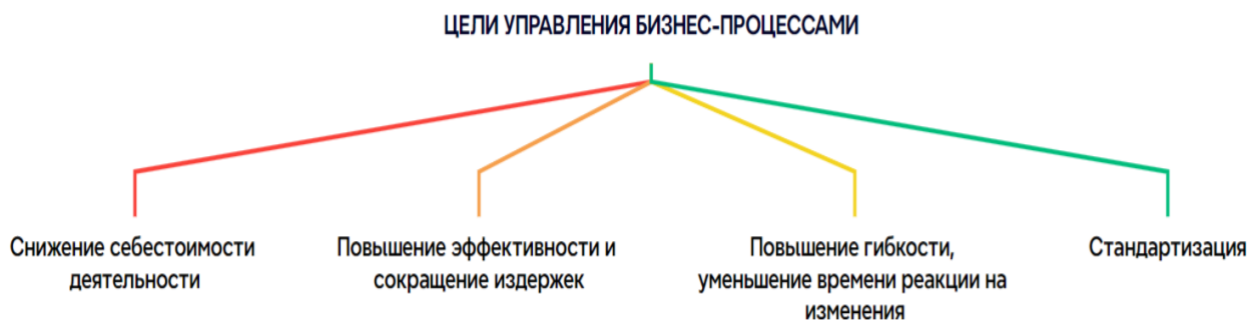 ЦЕЛИ УПРАВЛЕНИЯ БИЗНЕС-ПРОЦЕССАМИ
Снижение себестоимости
деятельности
Повышение эффективности и
сокращение издержек
Повышение гибкости,
уменьшение времени реакции на
изменения
Стандартизация